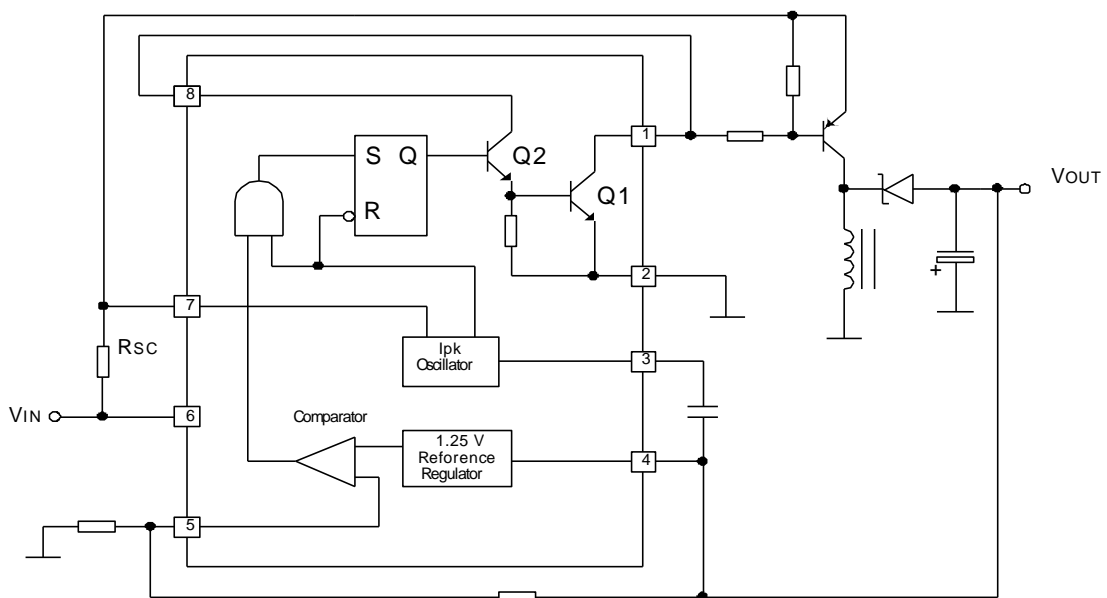 8
1
S Q
Q2
Q1
R
VOUT
2
+
7
RSC
Ipk
Oscillator
3
VIN
6
Comparator
1.25 V
Reforence
Regulator
4
5